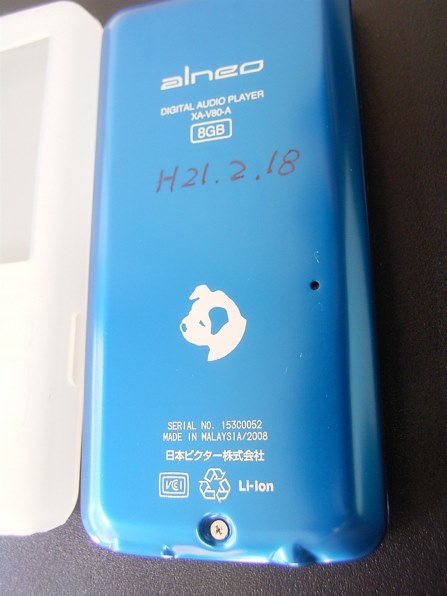 alneo
DIGITAL AUDIO PLAYER
XA-V80-A
8GB
H21.2.18
SERIAL NO. 153C0052
MADE IN MALAYSIA/2008
日本ビクター株式会社
VCI
Li-ion